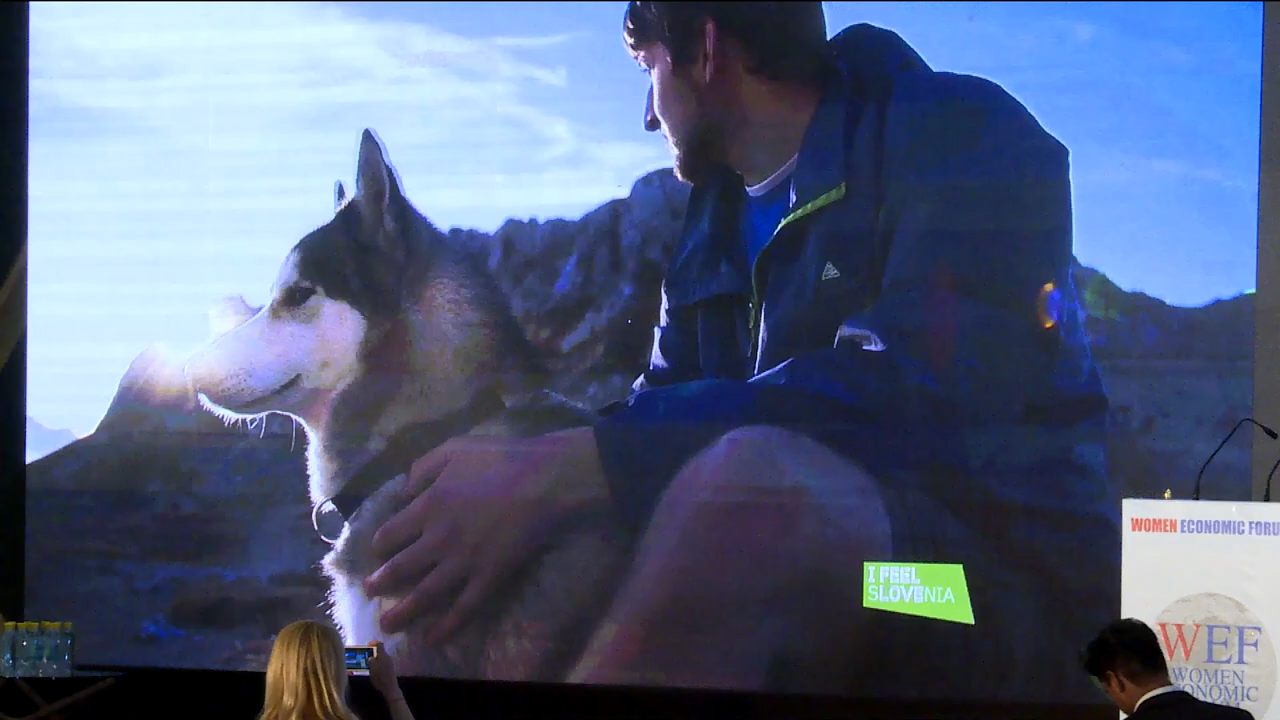 I FEEL
SLOVENIA
WOMEN ECONOMIC FORU
WEF
WOMEN
ECONOMIC